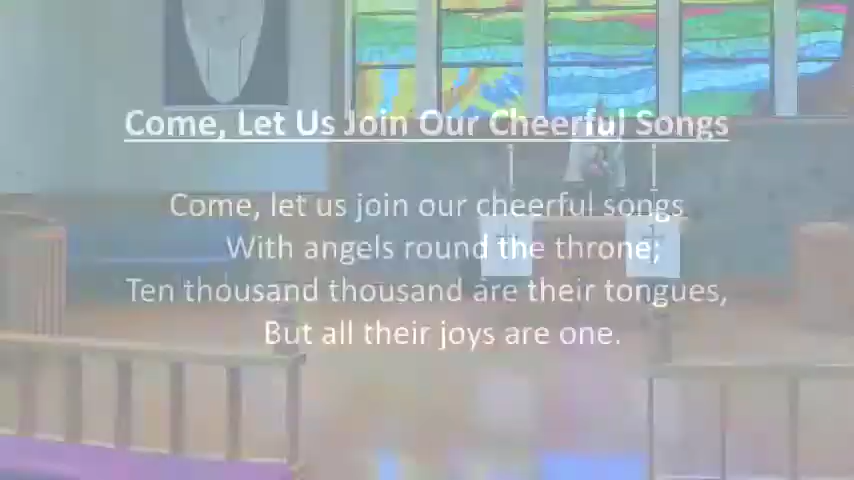 Come, Let Us Join Our Cheerful Songs
Come, let us join our cheerful songs
With angels round the throne;
Ten thousand thousand are their tongues,
But all their joys are one.